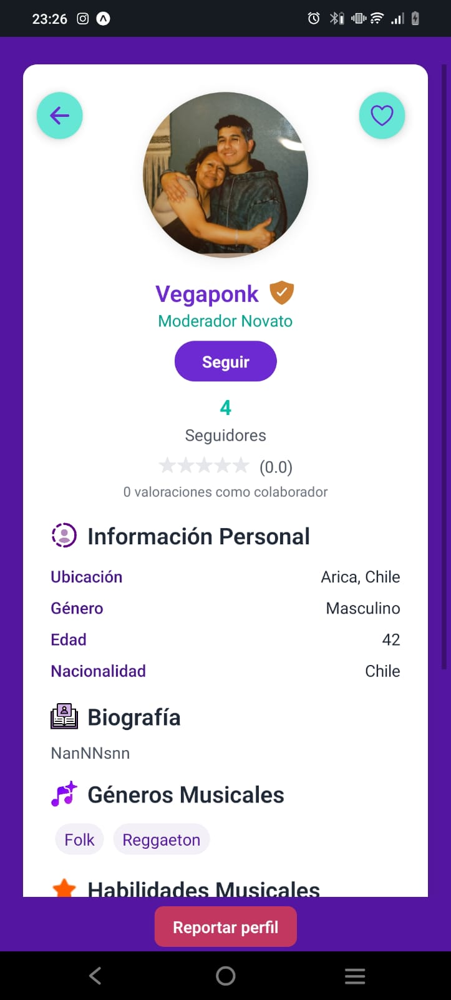 23:26
Vegaponk
Moderador Novato
Seguir
4
Seguidores
(0.0)
0 valoraciones como colaborador
Información Personal
Ubicación Arica, Chile
Género Masculino
Edad 42
Nacionalidad Chile
Biografía
NanNNsnn
Géneros Musicales
Folk Reggaeton
Habilidades Musicales
Reportar perfil